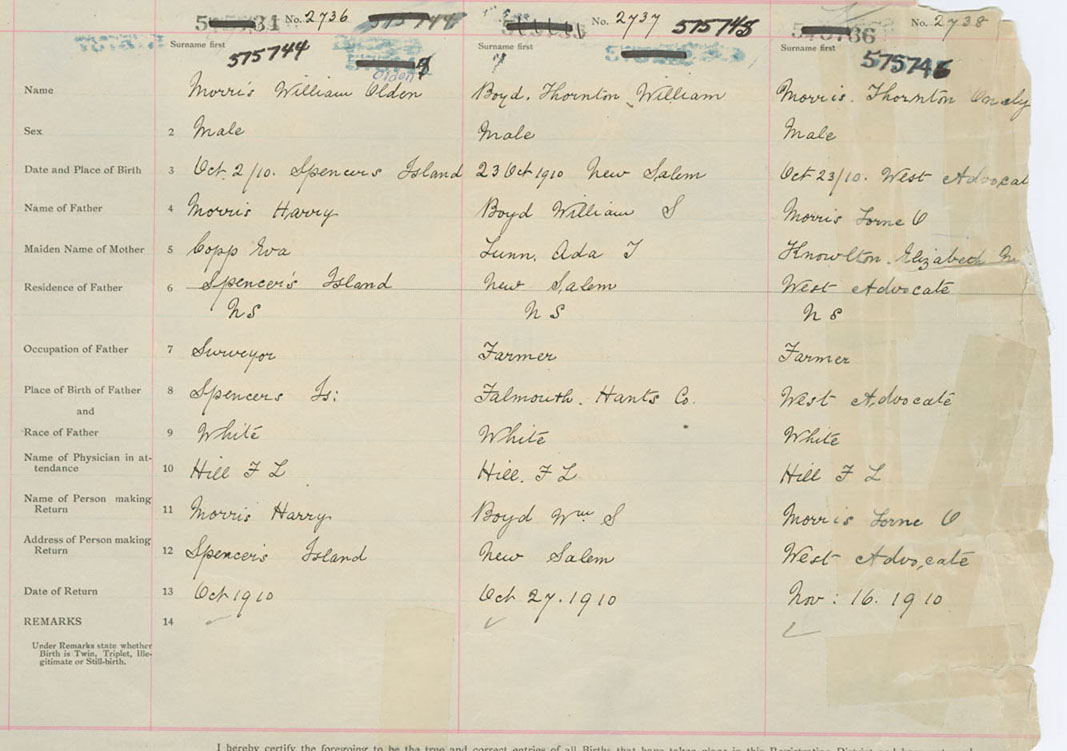 No. 2736
No. 2737 575745
No. 2738
Surname first
Surname first
Surname first
575744
575746
Olden
Name Morris William Olden Boyd, Thornton William Morris. Thornton
Sex 2 Male Male Male
Date and Place of Birth 3 Oct. 2/10. Spencers Island 23 Oct 1910 New Salem Oct 23/10. West Advocat
Name of Father 4 Morris Harry Boyd William S Morris Lorne O
Maiden Name of Mother 5 Copp Eva Lunn, Ada T Knowlton, Elizabeth M
Residence of Father 6 Spencer's Island New Salem West Advocate
N S N S N S
Occupation of Father 7 Surveyor Farmer Farmer
Place of Birth of Father 8 Spencers Is: Falmouth. Hants Co. West Advocate
and
Race of Father 9 White White White
Name of Physician in at-
tendance 10 Hill F L Hill. F L Hill F L
Name of Person making
Return 11 Morris Harry Boyd Wm S Morris Lorne O
Address of Person making
Return 12 Spencer's Island New Salem West Advocate
Date of Return 13 Oct 1910 Oct 27. 1910 Nov: 16. 1910
REMARKS 14
Under Remarks state whether
Birth is Twin, Triplet, Ille-
gitimate or Still-birth.
I hereby certify the foregoing to be the true and correct entries of all Births that have taken place in this Registration District